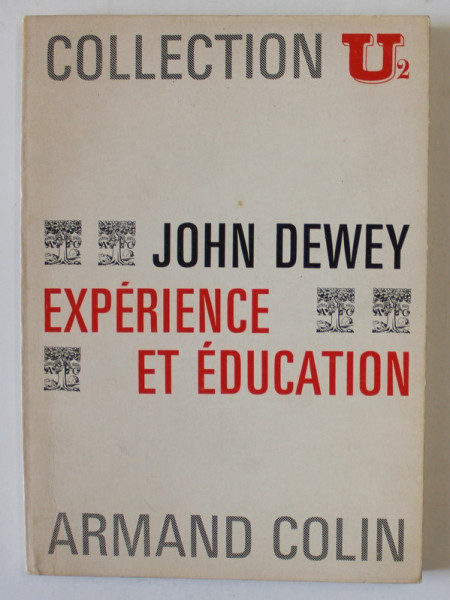 COLLECTION U2
JOHN DEWEY
EXPÉRIENCE
ET ÉDUCATION
ARMAND COLIN